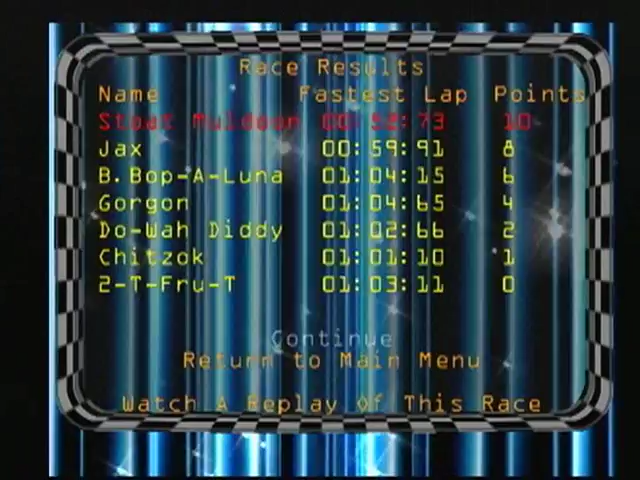 Race Results
Name Fastest Lap Points
Stoat Muldoon 00:58:73 10
Jax 00:59:91 8
B.Bop-A-Luna 01:04:15 6
Gorgon 01:04:65 4
Do-Wah Diddy 01:02:66 2
Chitzok 01:01:10 1
2-T-Fru-T 01:03:11 0
Continue
Return to Main Menu
Watch A Replay Of This Race